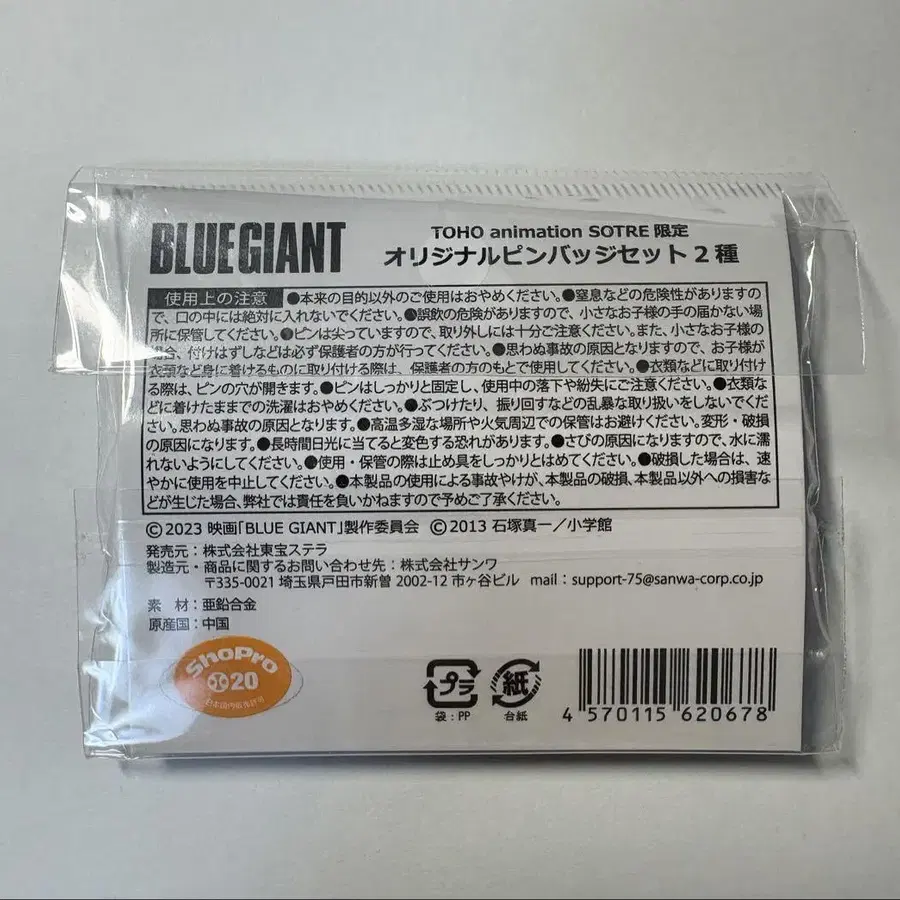 BLUE GIANT
TOHO animation SOTRE 限定
オリジナルピンバッジセット2種
使用上の注意 ●本来の目的以外のご使用はおやめください。●窒息などの危険性がありますの
で、口の中には絶対に入れないでください。●誤飲の危険がありますので、小さなお子様の手の届かない場
所に保管してください。●ピンは尖っていますので、取り外しには十分ご注意ください。また、小さなお子様の
場合、付けはずしなどは必ず保護者の方が行ってください。●思わぬ事故の原因となりますので、お子様が
衣類など身に着けるものに取り付ける際は、保護者の方のもとで使用してください。●衣類などに取り付け
る際は、ピンの穴が開きます。●ピンはしっかりと固定し、使用中の落下や紛失にご注意ください。●衣類な
どに着けたままでの洗濯はおやめください。●ぶつけたり、振り回すなどの乱暴な取り扱いをしないでくだ
さい。思わぬ事故の原因となります。●高温多湿な場所や火気周辺での保管はお避けください。変形・破損
の原因になります。●長時間日光に当てると変色する恐れがあります。●さびの原因になりますので、水に濡
れないようにしてください。●使用・保管の際は止め具をしっかりとはめてください。●破損した場合は、速
やかに使用を中止してください。●本製品の使用による事故やけが、本製品の破損、本製品以外への損害な
どが生じた場合、弊社では責任を負いかねますので予めご了承ください。
©2023 映画「BLUE GIANT」製作委員会 ©2013 石塚真一/小学館
発売元:株式会社東宝ステラ
製造元・商品に関するお問い合わせ先:株式会社サンワ
〒335-0021 埼玉県戸田市新曽 2002-12 市ヶ谷ビル mail:support-75@sanwa-corp.co.jp
素 材:亜鉛合金
原産国:中国
ShoPro
20
日本国内販売許可
プラ
袋:PP
紙
台紙
4 570115 620678